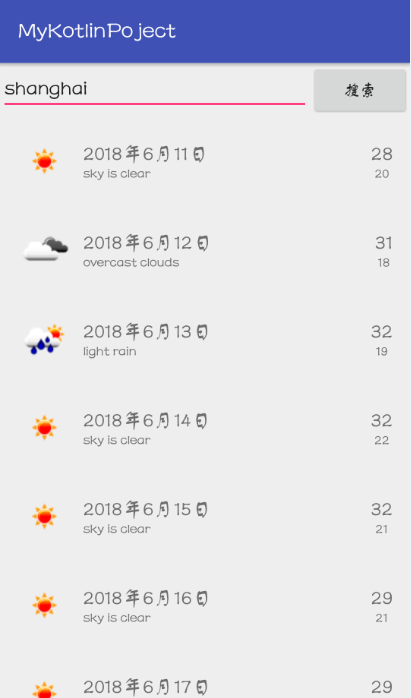 MyKotlinPoject
shanghai
搜索
2018年6月11日
28
sky is clear
20
2018年6月12日
31
overcast clouds
18
2018年6月13日
32
light rain
19
2018年6月14日
32
sky is clear
22
2018年6月15日
32
sky is clear
21
2018年6月16日
29
sky is clear
21
2018年6月17日
29